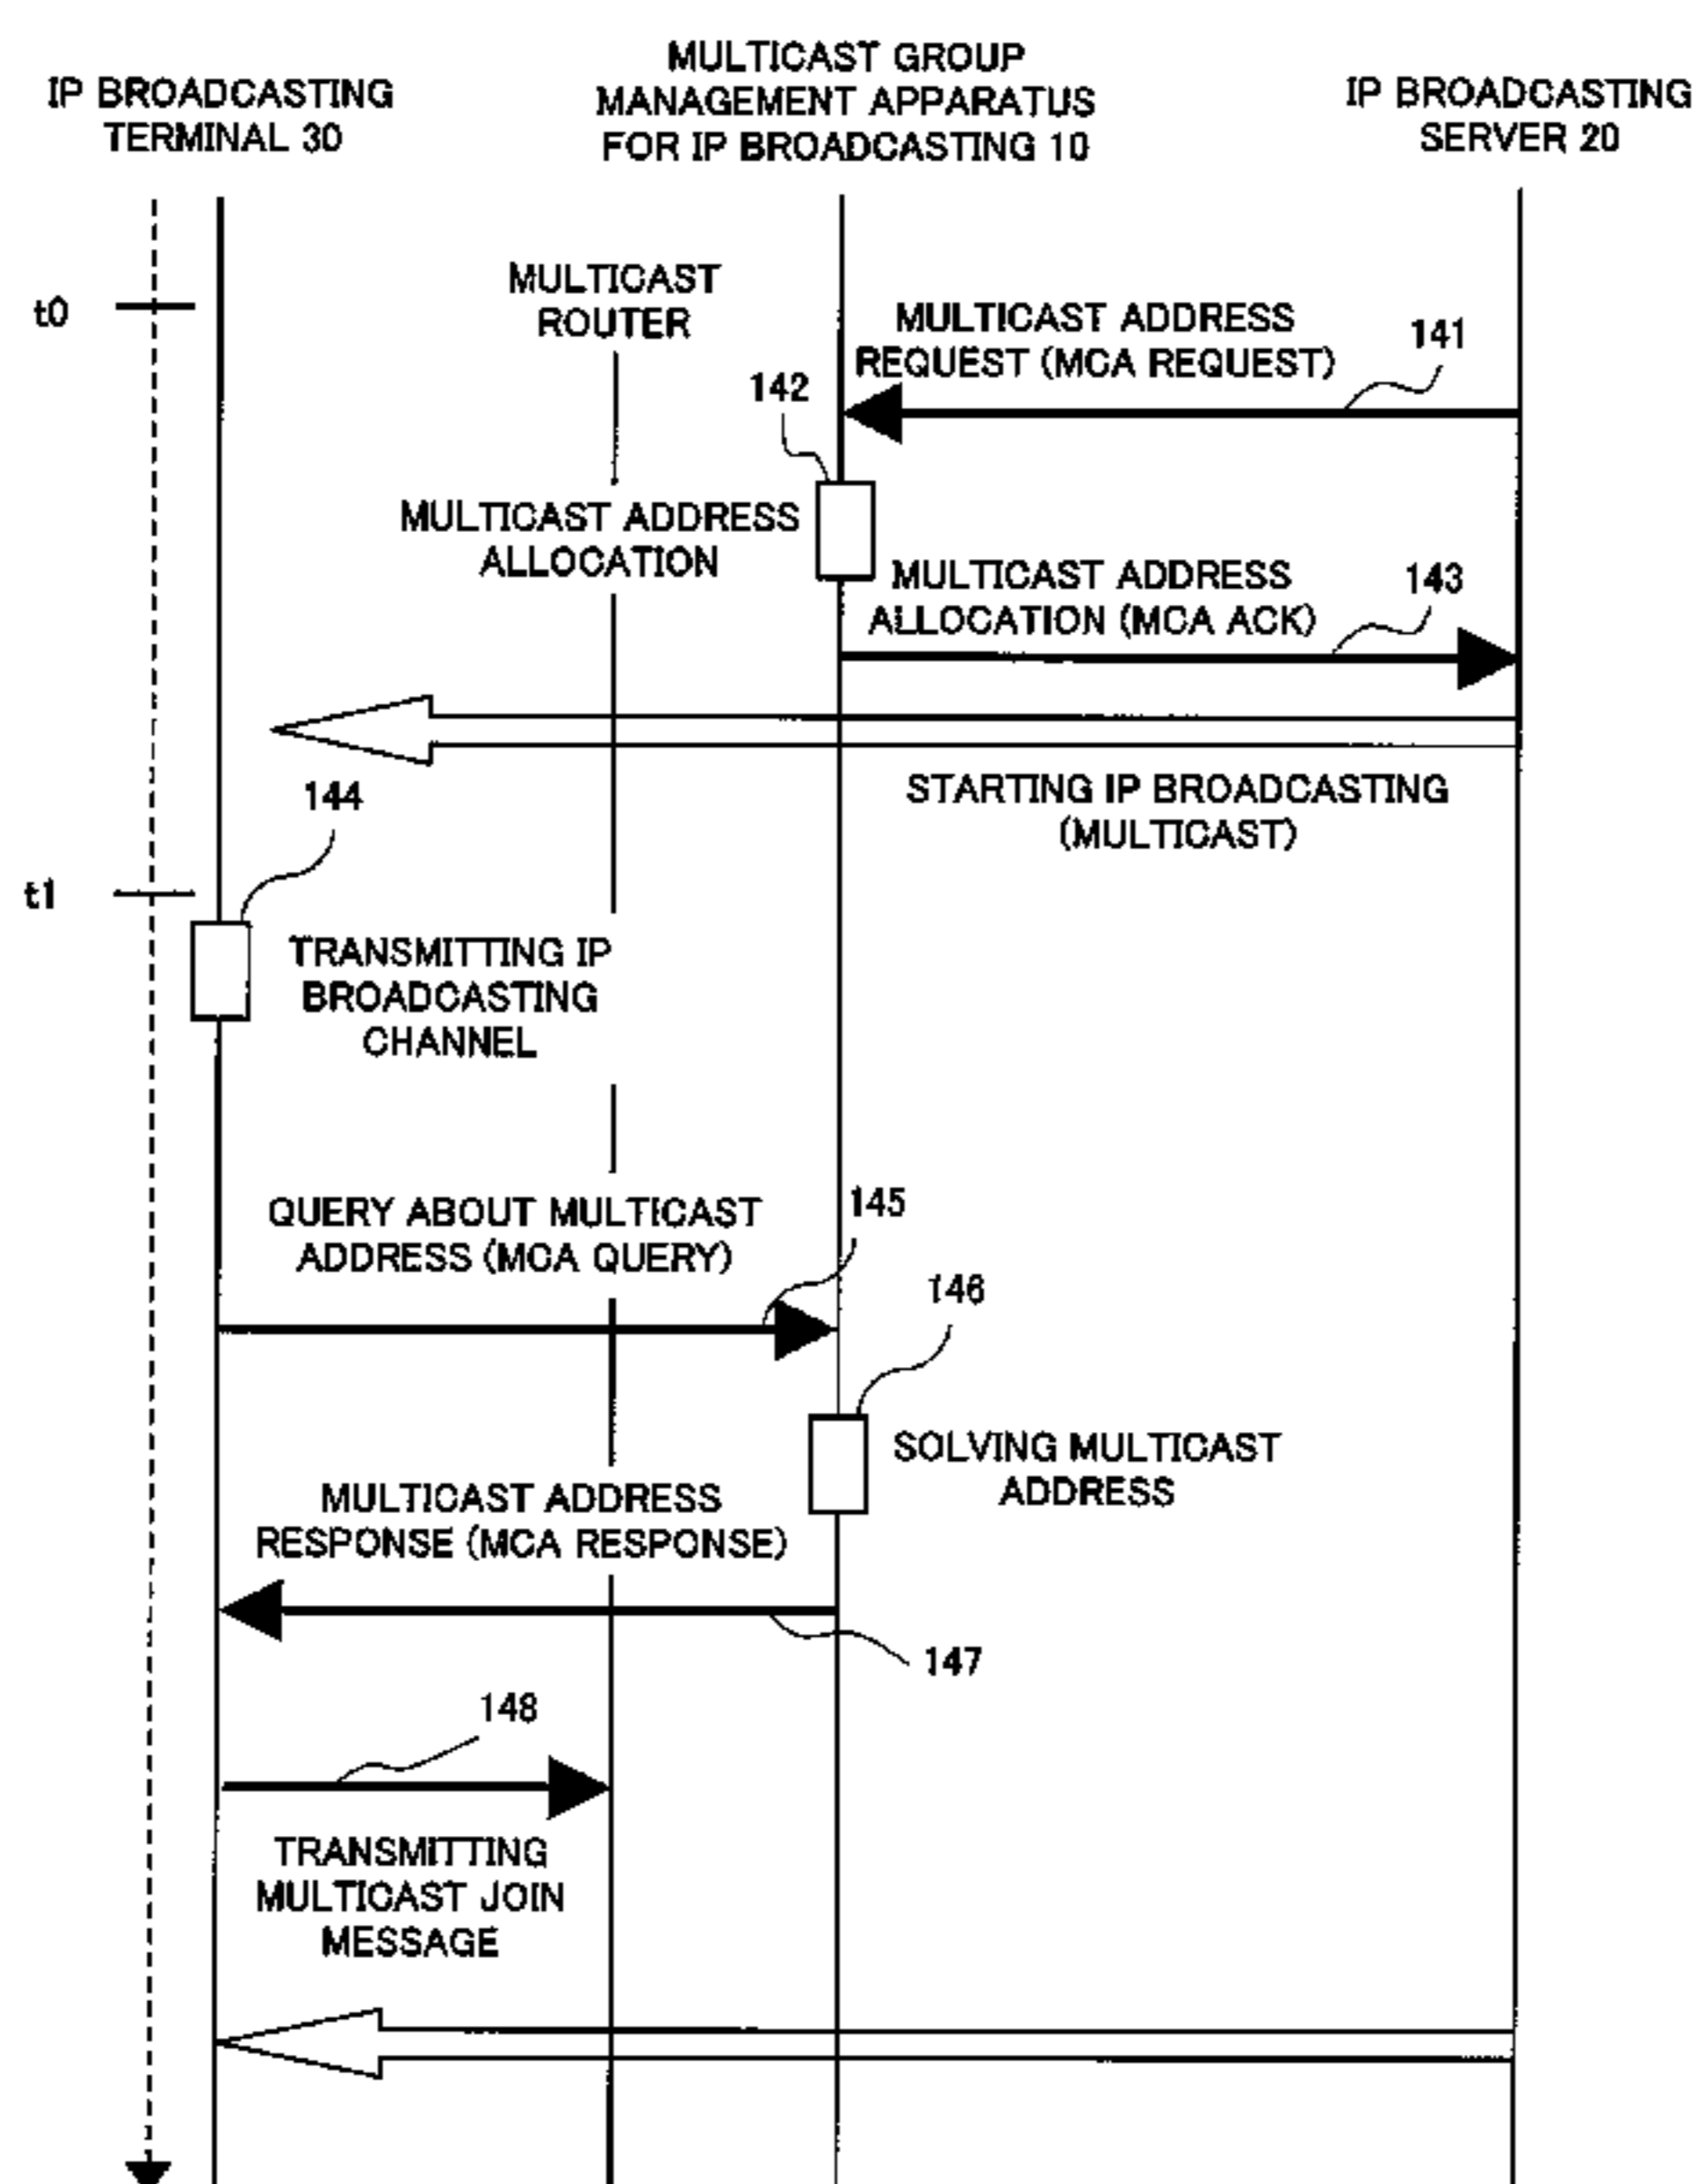 IP BROADCASTING
TERMINAL 30
MULTICAST GROUP
MANAGEMENT APPARATUS
FOR IP BROADCASTING 10
IP BROADCASTING
SERVER 20
t0
MULTICAST
ROUTER
MULTICAST ADDRESS
REQUEST (MCA REQUEST)
141
142
MULTICAST ADDRESS
ALLOCATION
MULTICAST ADDRESS
ALLOCATION (MCA ACK)
143
STARTING IP BROADCASTING
(MULTICAST)
144
t1
TRANSMITTING IP
BROADCASTING
CHANNEL
QUERY ABOUT MULTICAST
ADDRESS (MCA QUERY)
145
146
SOLVING MULTICAST
ADDRESS
MULTICAST ADDRESS
RESPONSE (MCA RESPONSE)
147
148
TRANSMITTING
MULTICAST JOIN
MESSAGE